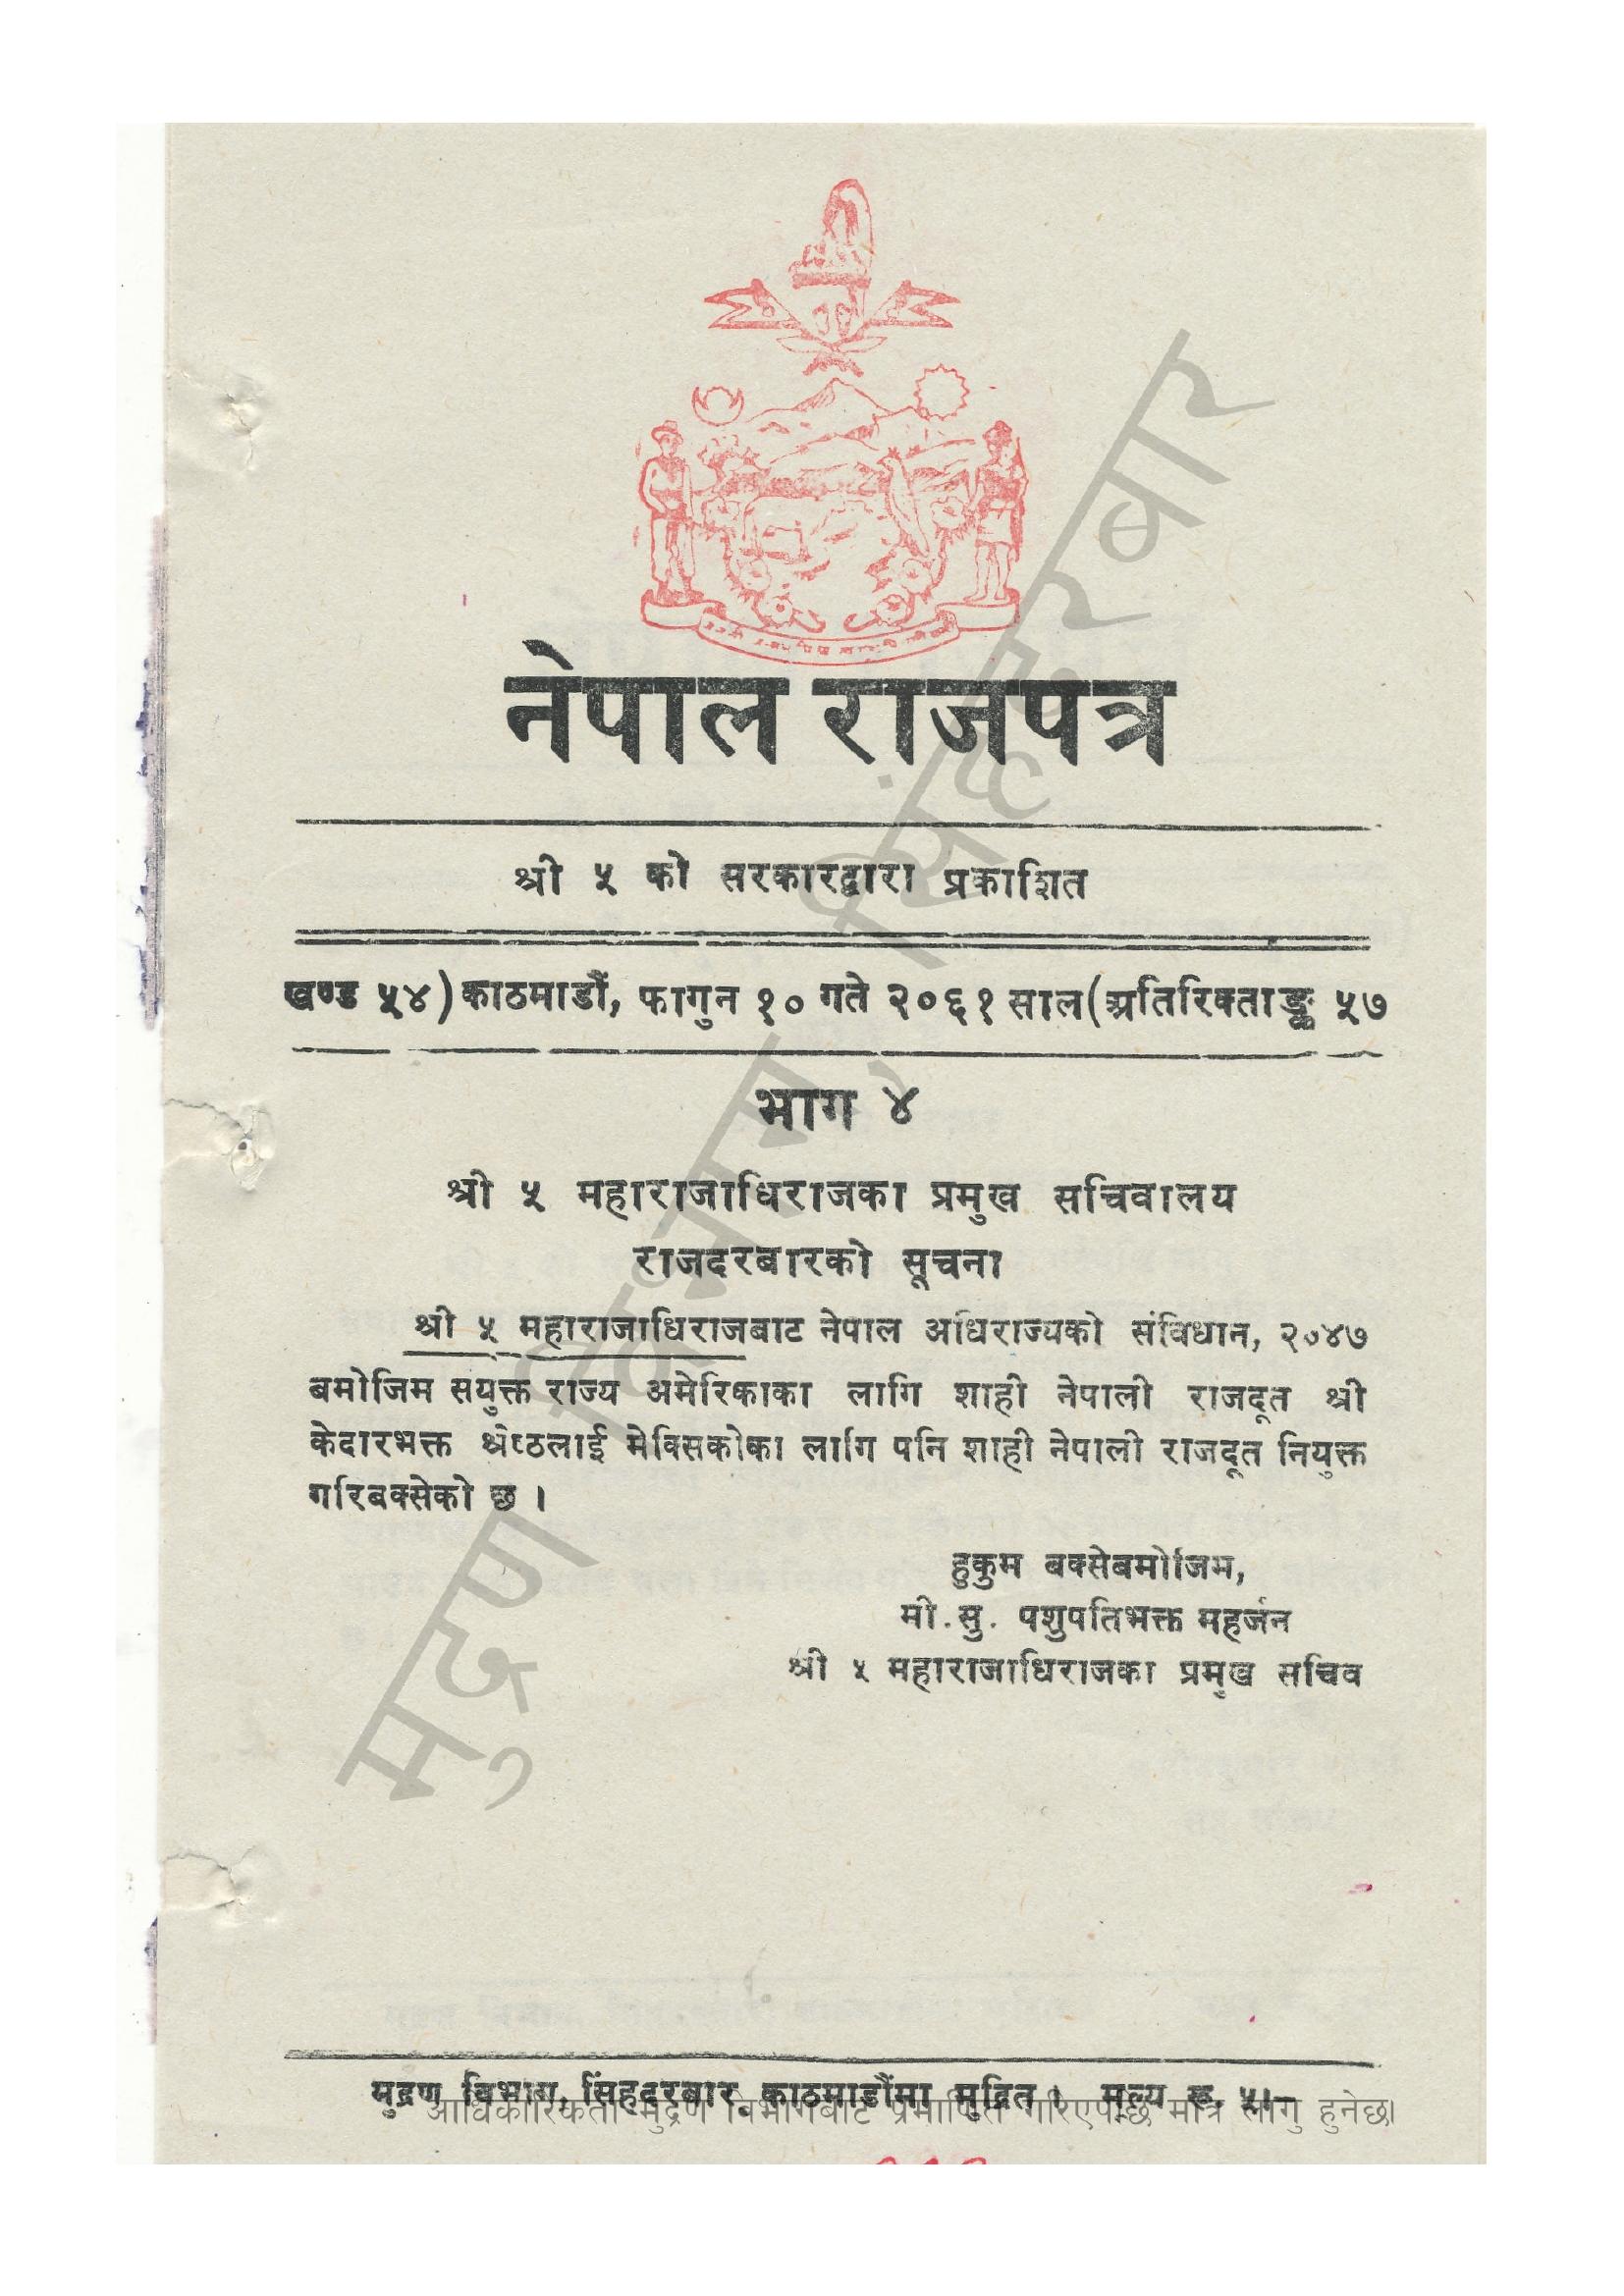 नेपाल राजपत्र
श्री ५ को सरकारद्वारा प्रकाशित
खण्ड ५४) काठमाडौं, फागुन १० गते २०६१ साल (अतिरिक्ताङ्क ५७
भाग ४
श्री ५ महाराजाधिराजका प्रमुख सचिवालय
राजदरबारको सूचना
श्री ५ महाराजाधिराजबाट नेपाल अधिराज्यको संविधान, २०४७
बमोजिम सयुक्त राज्य अमेरिकाका लागि शाही नेपाली राजदूत श्री
केदारभक्त श्रेष्ठलाई मेक्सिकोका लागि पनि शाही नेपाली राजदूत नियुक्त
गरिबक्सेको छ ।
हुकुम बक्सेबमोजिम,
मी.सु. पशुपतिभक्त महर्जन
श्री ५ महाराजाधिराजका प्रमुख सचिव
मुद्रण विभाग, सिंहदरबार
मुद्रण विभाग, सिंहदरबार, काठमाडौंमा मुद्रित । मूल्य रु. ५।-
आधिकारिकता मुद्रण विभागबाट प्रमाणित गरिएपछि मात्र लागु हुनेछ।